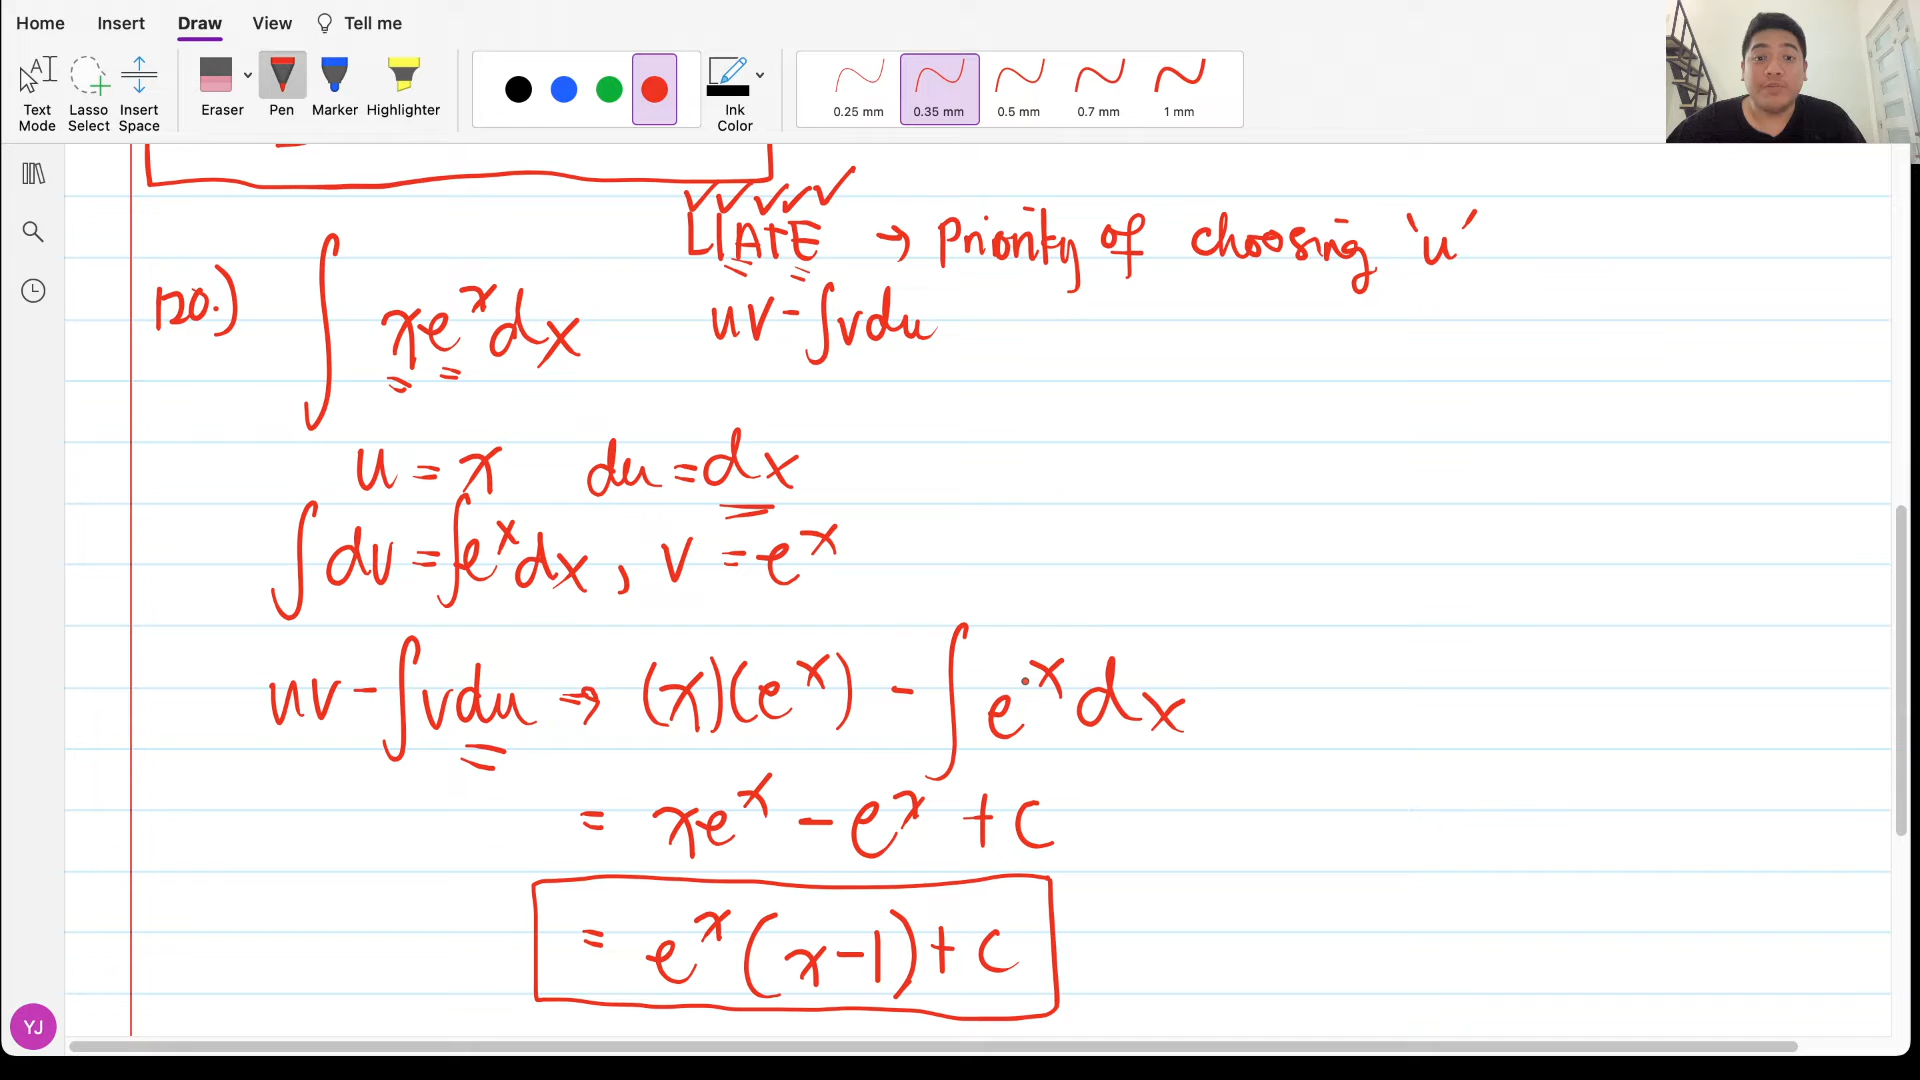 Home Insert Draw View Tell me
Text Mode Lasso Select Insert Space Eraser Pen Marker Highlighter Ink Color 0.25 mm 0.35 mm 0.5 mm 0.7 mm 1 mm
LIATE → Priority of choosing 'u'
120.) ∫ xe^x dx uv - ∫vdu
u = x du = dx
∫dv = ∫e^x dx, v = e^x
uv - ∫vdu ⇒ (x)(e^x) - ∫e^x dx
= xe^x - e^x + c
= e^x (x-1) + c
YJ